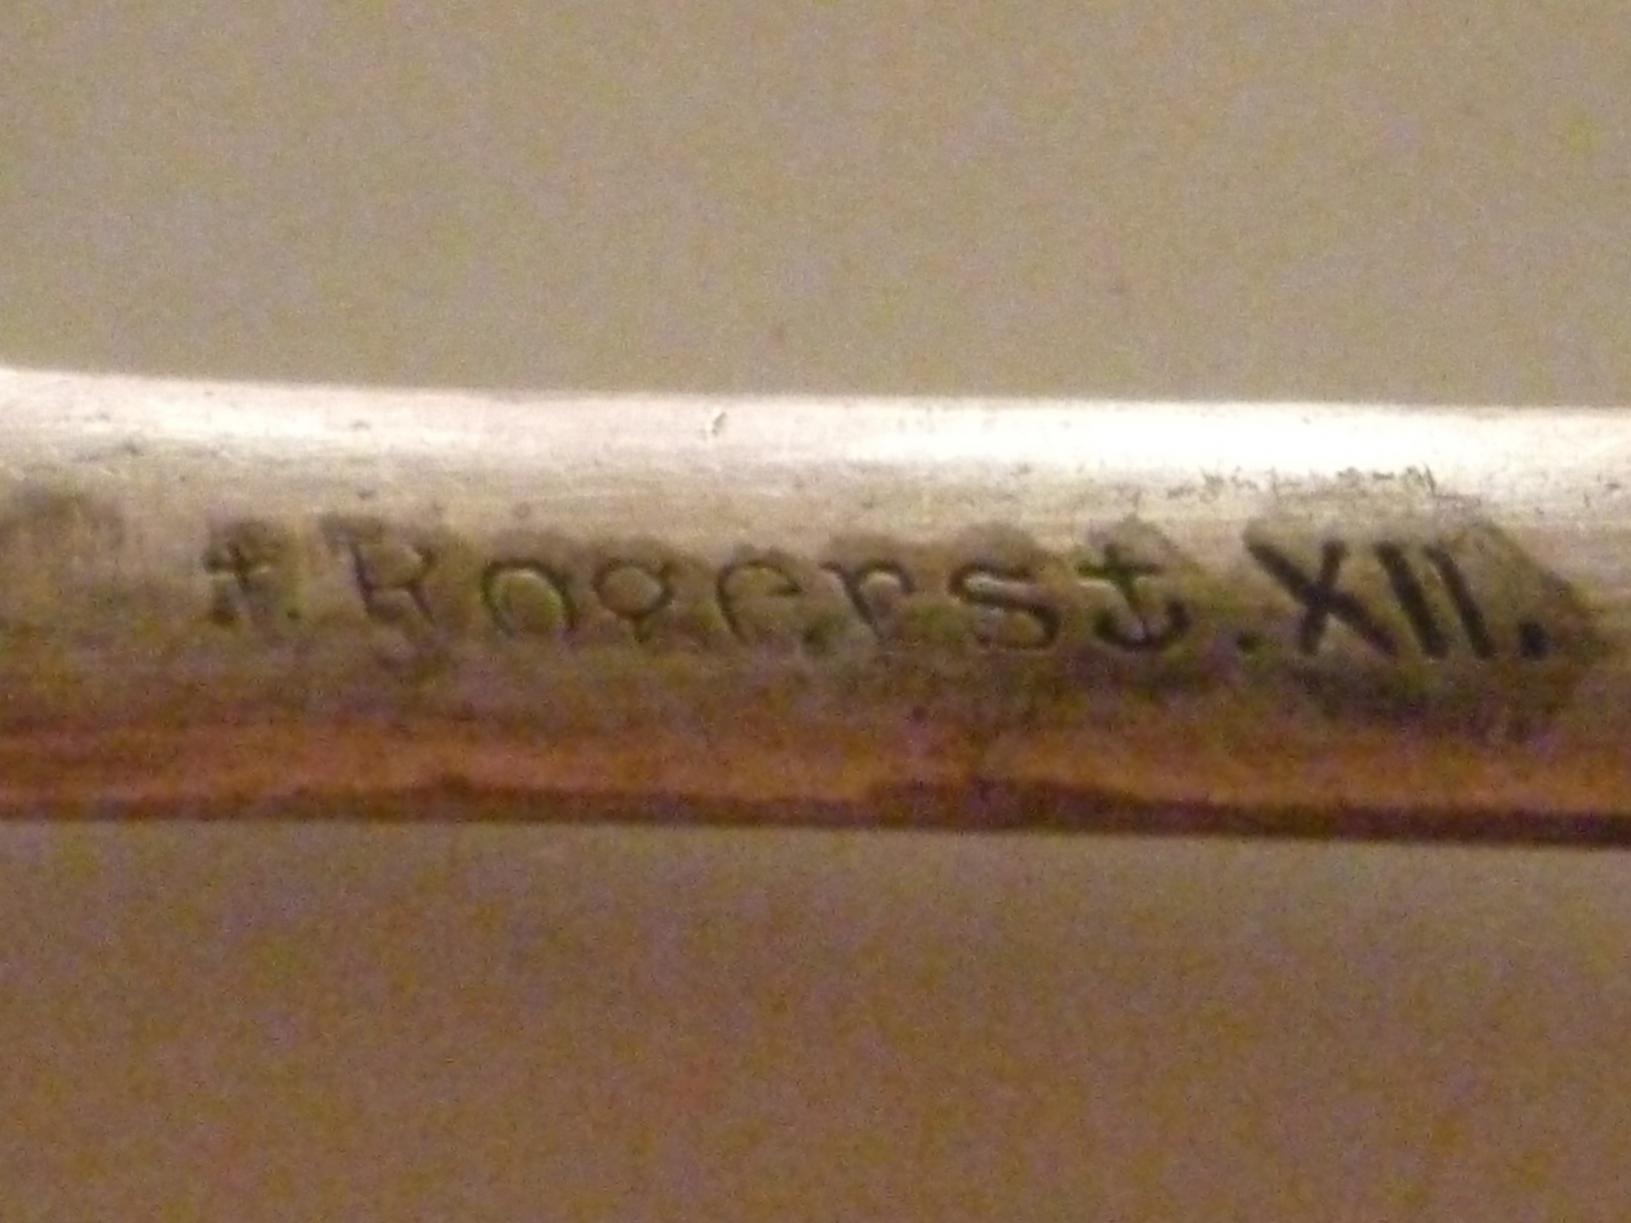 ⚓ Rogers ⚓ . XII.